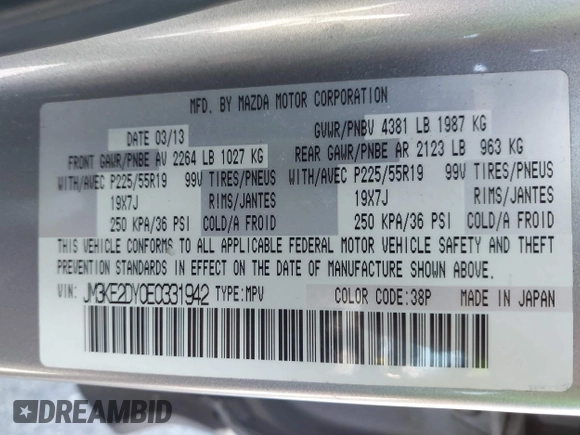 MFD. BY MAZDA MOTOR CORPORATION
DATE 03/13 GVWR/PNBV 4381 LB 1987 KG
FRONT GAWR/PNBE AV 2264 LB 1027 KG REAR GAWR/PNBE AR 2123 LB 963 KG
WITH/AVEC P225/55R19 99V TIRES/PNEUS WITH/AVEC P225/55R19 99V TIRES/PNEUS
19X7J RIMS/JANTES 19X7J RIMS/JANTES
250 KPA/36 PSI COLD/A FROID 250 KPA/36 PSI COLD/A FROID
THIS VEHICLE CONFORMS TO ALL APPLICABLE FEDERAL MOTOR VEHICLE SAFETY AND THEFT
PREVENTION STANDARDS IN EFFECT ON THE DATE OF MANUFACTURE SHOWN ABOVE.
VIN: JM3KE2DY0E0331942 TYPE:MPV COLOR CODE:38P MADE IN JAPAN
DREAMBID